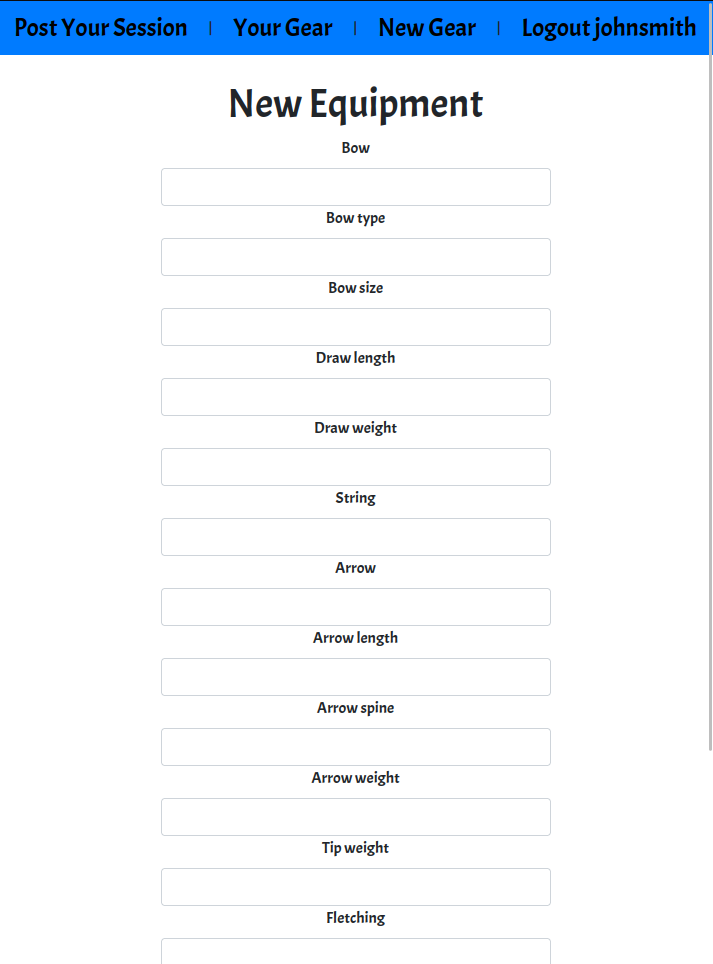 Post Your Session | Your Gear | New Gear | Logout johnsmith
New Equipment
Bow
Bow type
Bow size
Draw length
Draw weight
String
Arrow
Arrow length
Arrow spine
Arrow weight
Tip weight
Fletching